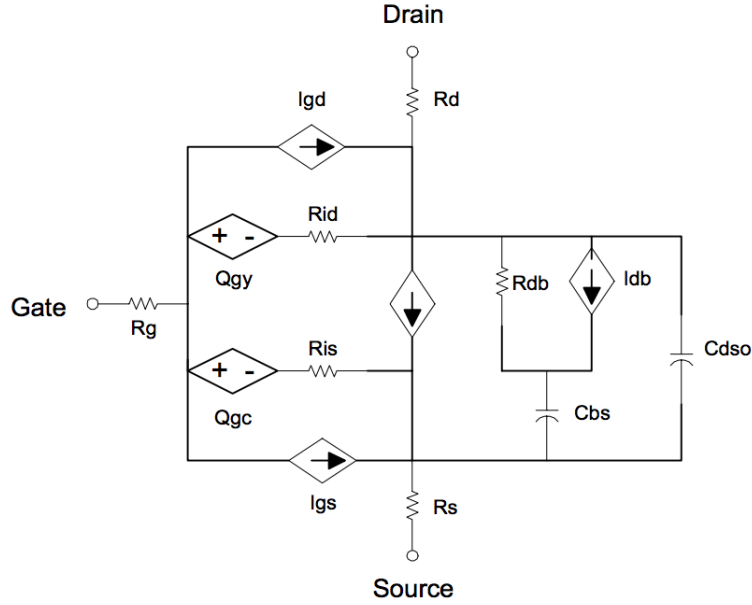 Drain
Igd
Rd
Rid
+ -
Qgy
Rdb
Idb
Gate
Rg
Ris
+ -
Qgc
Cdso
Cbs
Igs
Rs
Source